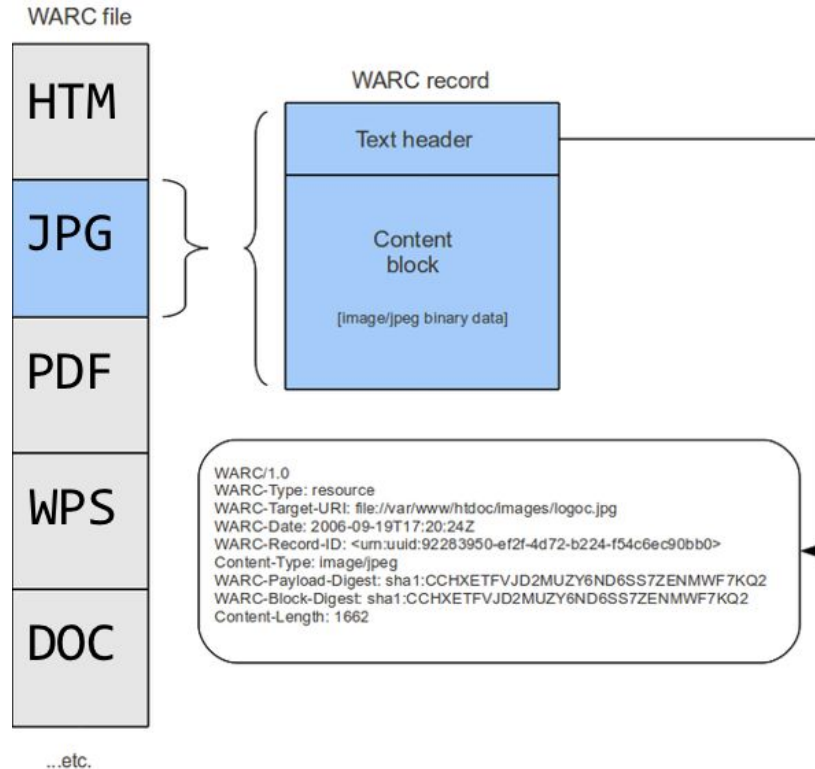 WARC file
HTM
JPG
PDF
WPS
DOC
...etc.
WARC record
Text header
Content
block
[image/jpeg binary data]
WARC/1.0
WARC-Type: resource
WARC-Target-URI: file://var/www/htdoc/images/logoc.jpg
WARC-Date: 2006-09-19T17:20:24Z
WARC-Record-ID: <urn:uuid:92283950-ef2f-4d72-b224-f54c6ec90bb0>
Content-Type: image/jpeg
WARC-Payload-Digest: sha1:CCHXETFVJD2MUZY6ND6SS7ZENMWF7KQ2
WARC-Block-Digest: sha1:CCHXETFVJD2MUZY6ND6SS7ZENMWF7KQ2
Content-Length: 1662